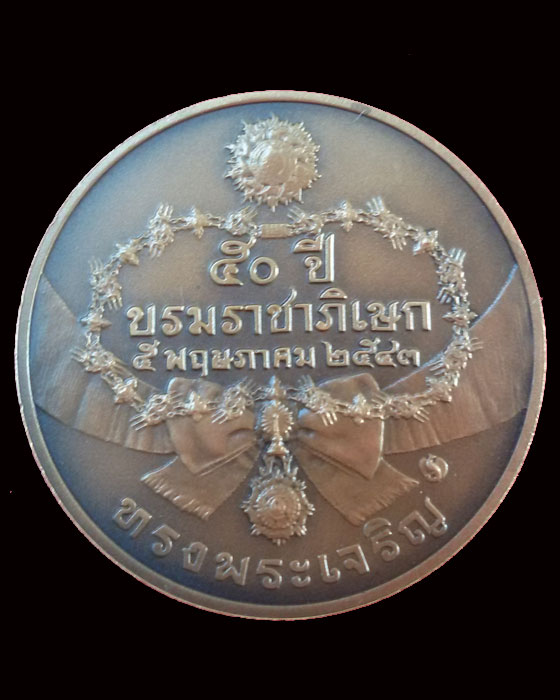 ๕๐ ปี
บรมราชาภิเษก
๕ พฤษภาคม ๒๕๔๓
ทรงพระเจริญ